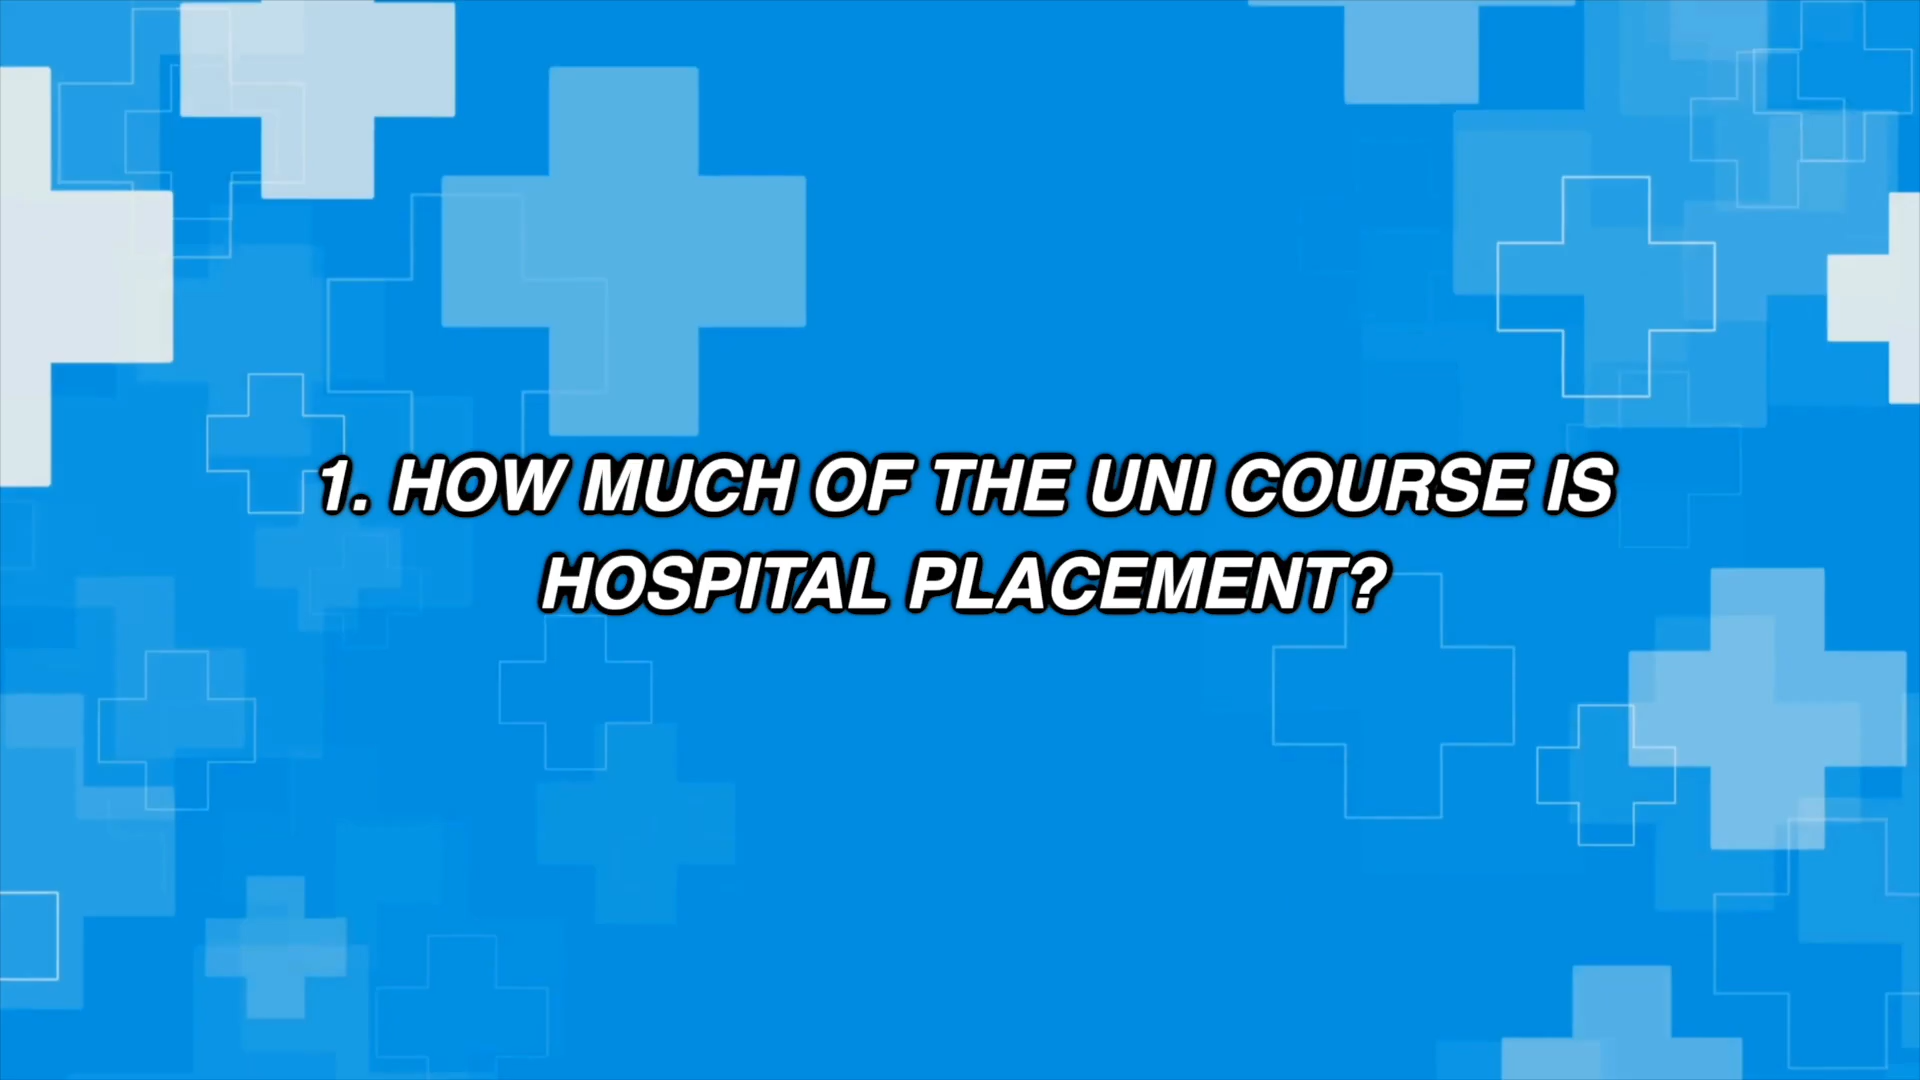 1. HOW MUCH OF THE UNI COURSE IS
HOSPITAL PLACEMENT?